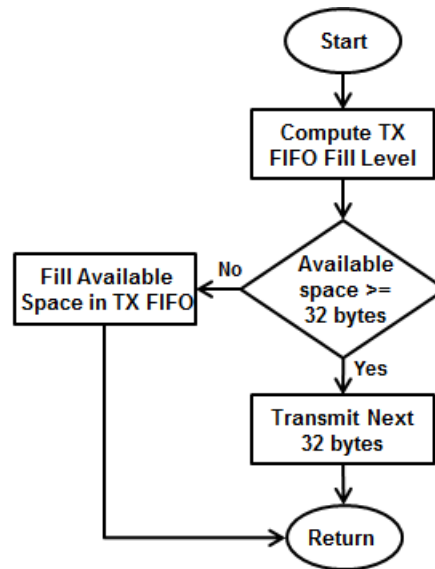 Start
Compute TX
FIFO Fill Level
Available
space >=
32 bytes
No
Fill Available
Space in TX FIFO
Yes
Transmit Next
32 bytes
Return